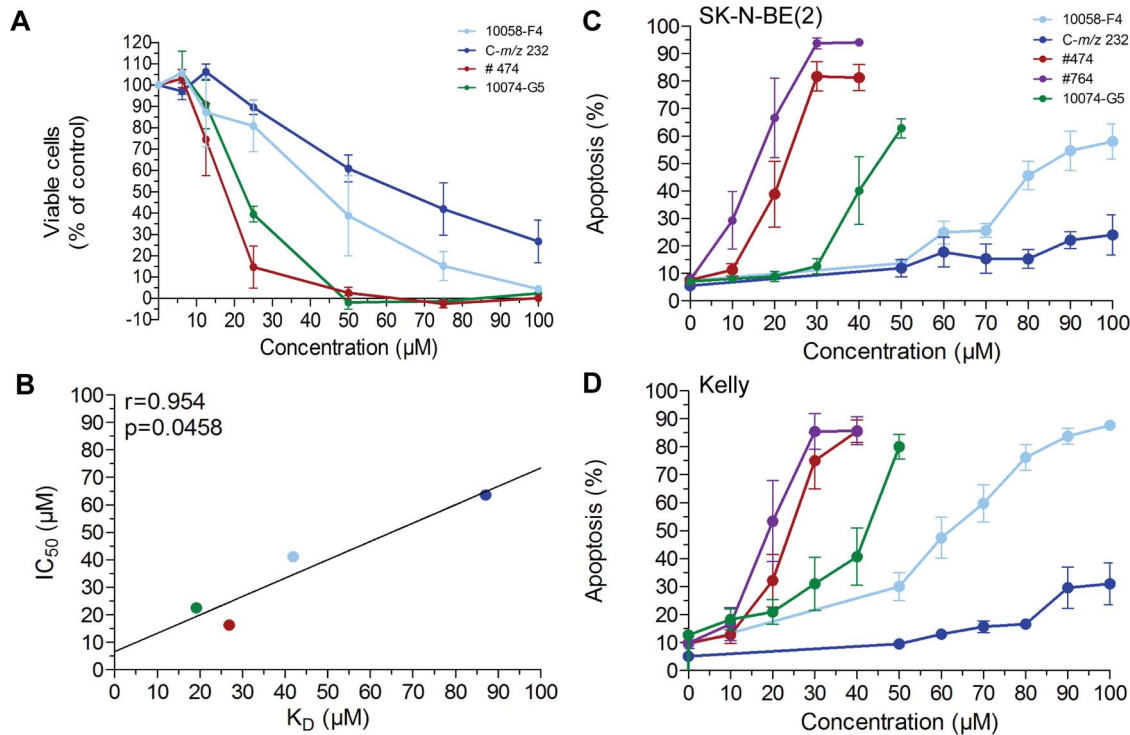 A
10058-F4
C-m/z 232
# 474
10074-G5
120
110
100
90
80
70
60
50
40
30
20
10
0
-10
Viable cells
(% of control)
10 20 30 40 50 60 70 80 90 100
Concentration (µM)
B
r=0.954
p=0.0458
100
90
80
70
60
50
40
30
20
10
0
IC50 (µM)
0 10 20 30 40 50 60 70 80 90 100
KD (µM)
C
SK-N-BE(2)
10058-F4
C-m/z 232
#474
#764
10074-G5
100
90
80
70
60
50
40
30
20
10
0
Apoptosis (%)
0 10 20 30 40 50 60 70 80 90 100
Concentration (µM)
D
Kelly
100
90
80
70
60
50
40
30
20
10
0
Apoptosis (%)
0 10 20 30 40 50 60 70 80 90 100
Concentration (µM)